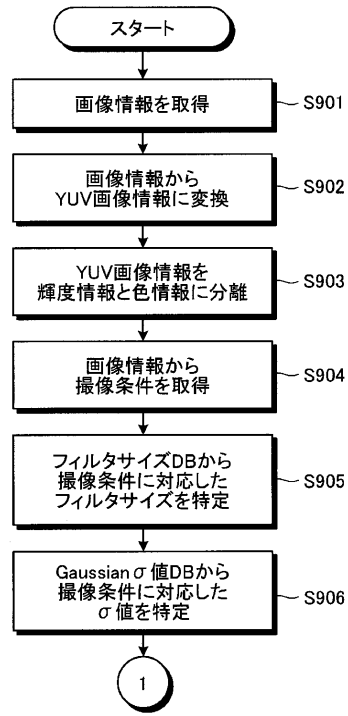 スタート
画像情報を取得
S901
画像情報から
YUV画像情報に変換
S902
YUV画像情報を
輝度情報と色情報に分離
S903
画像情報から
撮像条件を取得
S904
フィルタサイズDBから
撮像条件に対応した
フィルタサイズを特定
S905
Gaussianσ値DBから
撮像条件に対応した
σ値を特定
S906
1